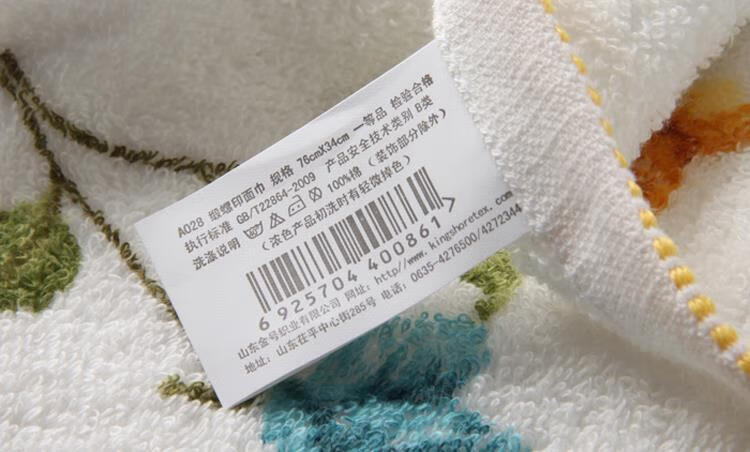 A028 缎档印面巾 规格 76cmX34cm 一等品 检验合格
执行标准 GB/T22864-2009 产品安全技术类别 B类
洗涤说明 100%棉 (装饰部分除外)
(浓色产品初洗时有轻微掉色)
6 925704 400861 >
山东金号织业有限公司 网址: http//www.kingshoretex.com
地址: 山东茌平中心街285号 电话: 0635-4276500/4272344